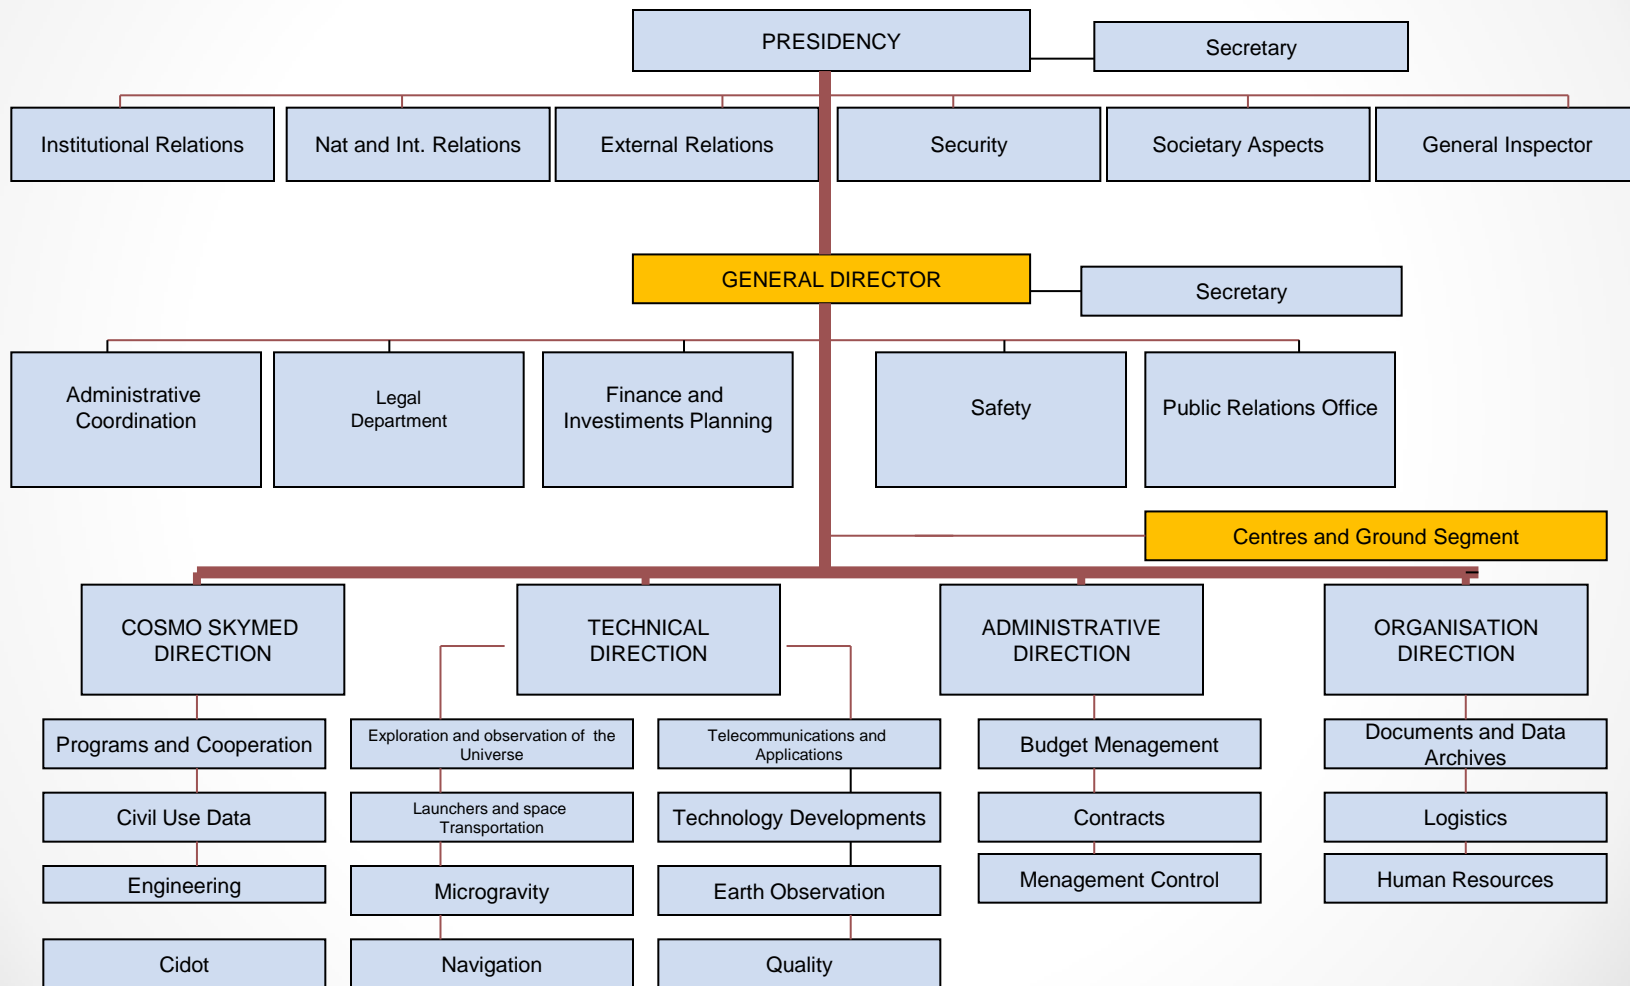 PRESIDENCY
Secretary
Institutional Relations
Nat and Int. Relations
External Relations
Security
Societary Aspects
General Inspector
GENERAL DIRECTOR
Secretary
Administrative
Coordination
Legal
Department
Finance and
Investiments Planning
Safety
Public Relations Office
Centres and Ground Segment
COSMO SKYMED
DIRECTION
TECHNICAL
DIRECTION
ADMINISTRATIVE
DIRECTION
ORGANISATION
DIRECTION
Programs and Cooperation
Exploration and observation of the
Universe
Telecommunications and
Applications
Budget Menagement
Documents and Data
Archives
Civil Use Data
Launchers and space
Transportation
Technology Developments
Contracts
Logistics
Engineering
Microgravity
Earth Observation
Menagement Control
Human Resources
Cidot
Navigation
Quality